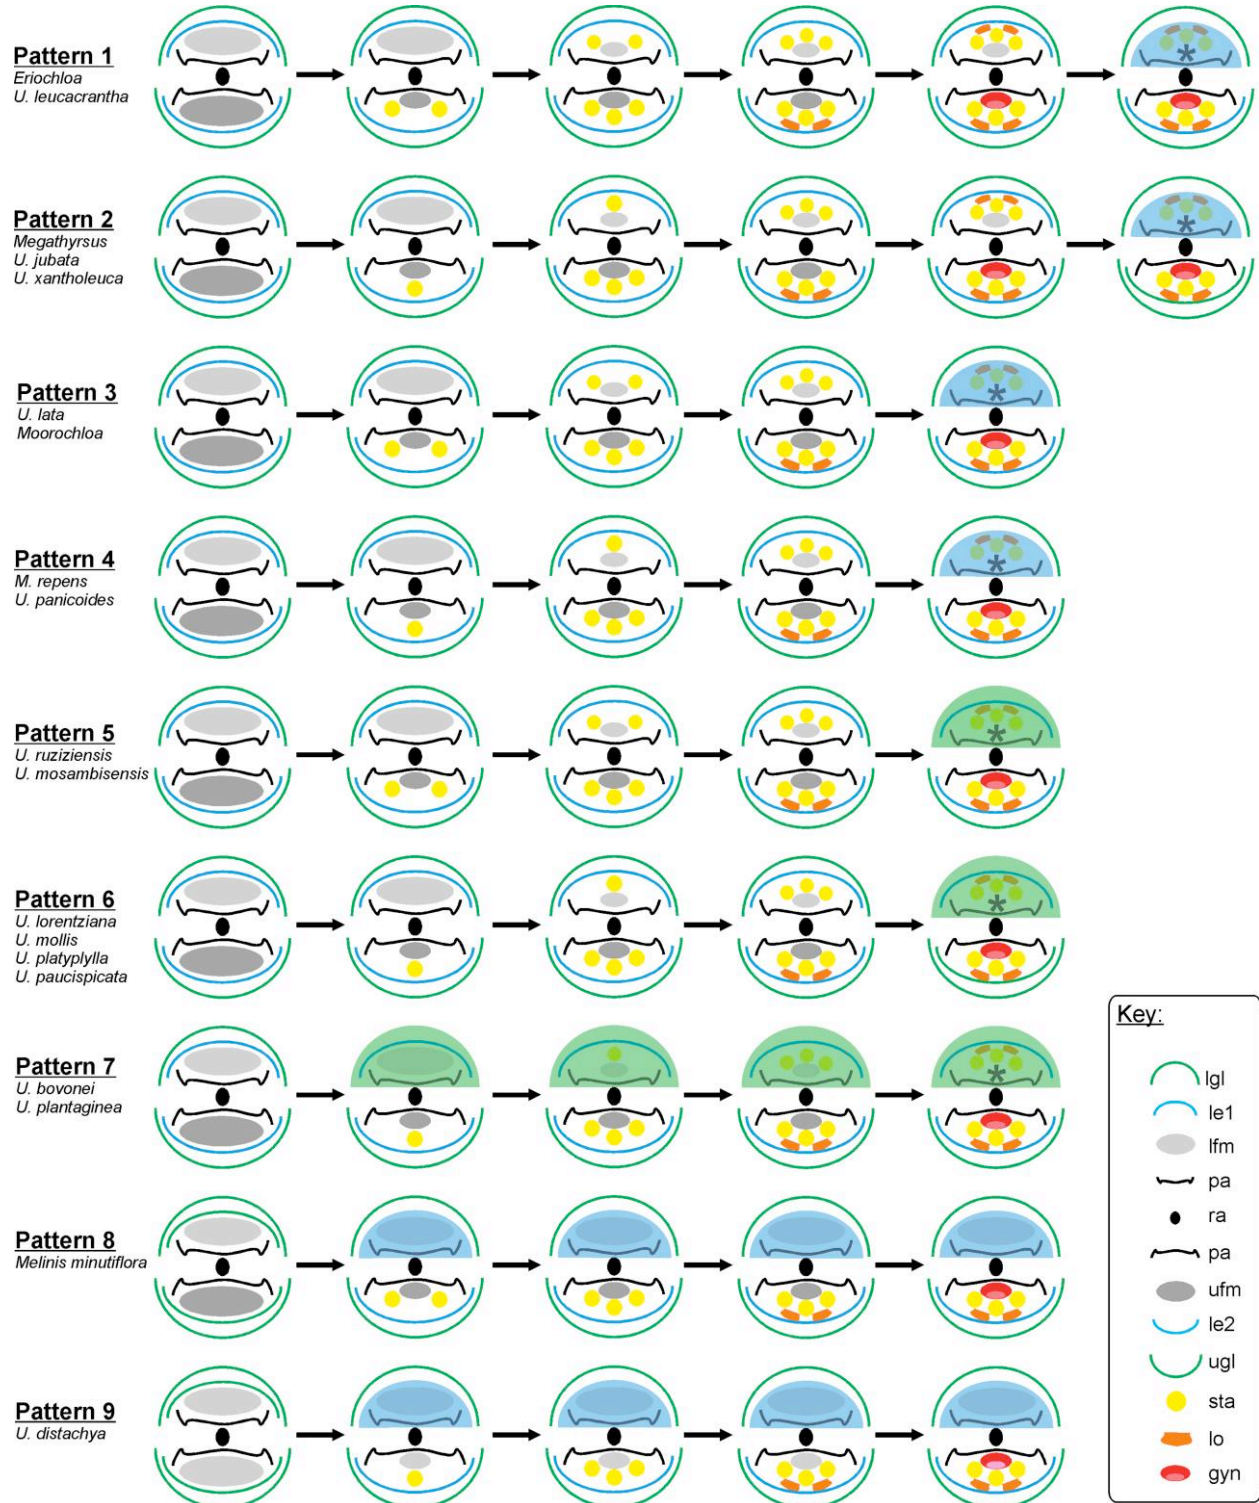 Pattern 1
Eriochloa
U. leucacrantha
Pattern 2
Megathyrsus
U. jubata
U. xantholeuca
Pattern 3
U. lata
Moorochloa
Pattern 4
M. repens
U. panicoides
Pattern 5
U. ruziziensis
U. mosambisensis
Pattern 6
U. lorentziana
U. mollis
U. platyplylla
U. paucispicata
Pattern 7
U. bovonei
U. plantaginea
Pattern 8
Melinis minutiflora
Pattern 9
U. distachya
Key:
lgl
le1
lfm
pa
ra
pa
ufm
le2
ugl
sta
lo
gyn